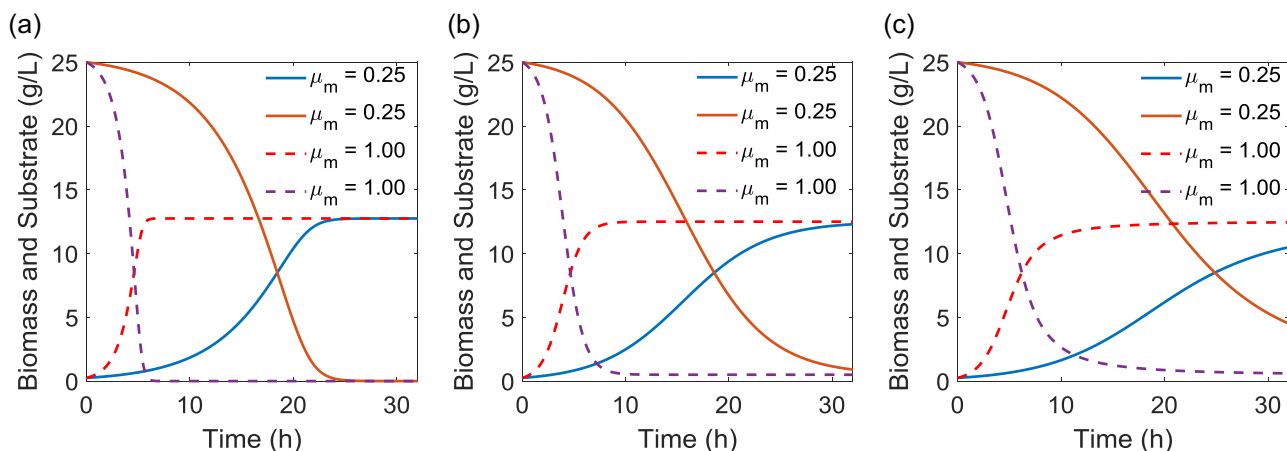 (a)
Biomass and Substrate (g/L)
25
20
15
10
5
0
0
10
20
30
Time (h)
μm = 0.25
μm = 0.25
μm = 1.00
μm = 1.00
(b)
Biomass and Substrate (g/L)
25
20
15
10
5
0
0
10
20
30
Time (h)
μm = 0.25
μm = 0.25
μm = 1.00
μm = 1.00
(c)
Biomass and Substrate (g/L)
25
20
15
10
5
0
0
10
20
30
Time (h)
μm = 0.25
μm = 0.25
μm = 1.00
μm = 1.00